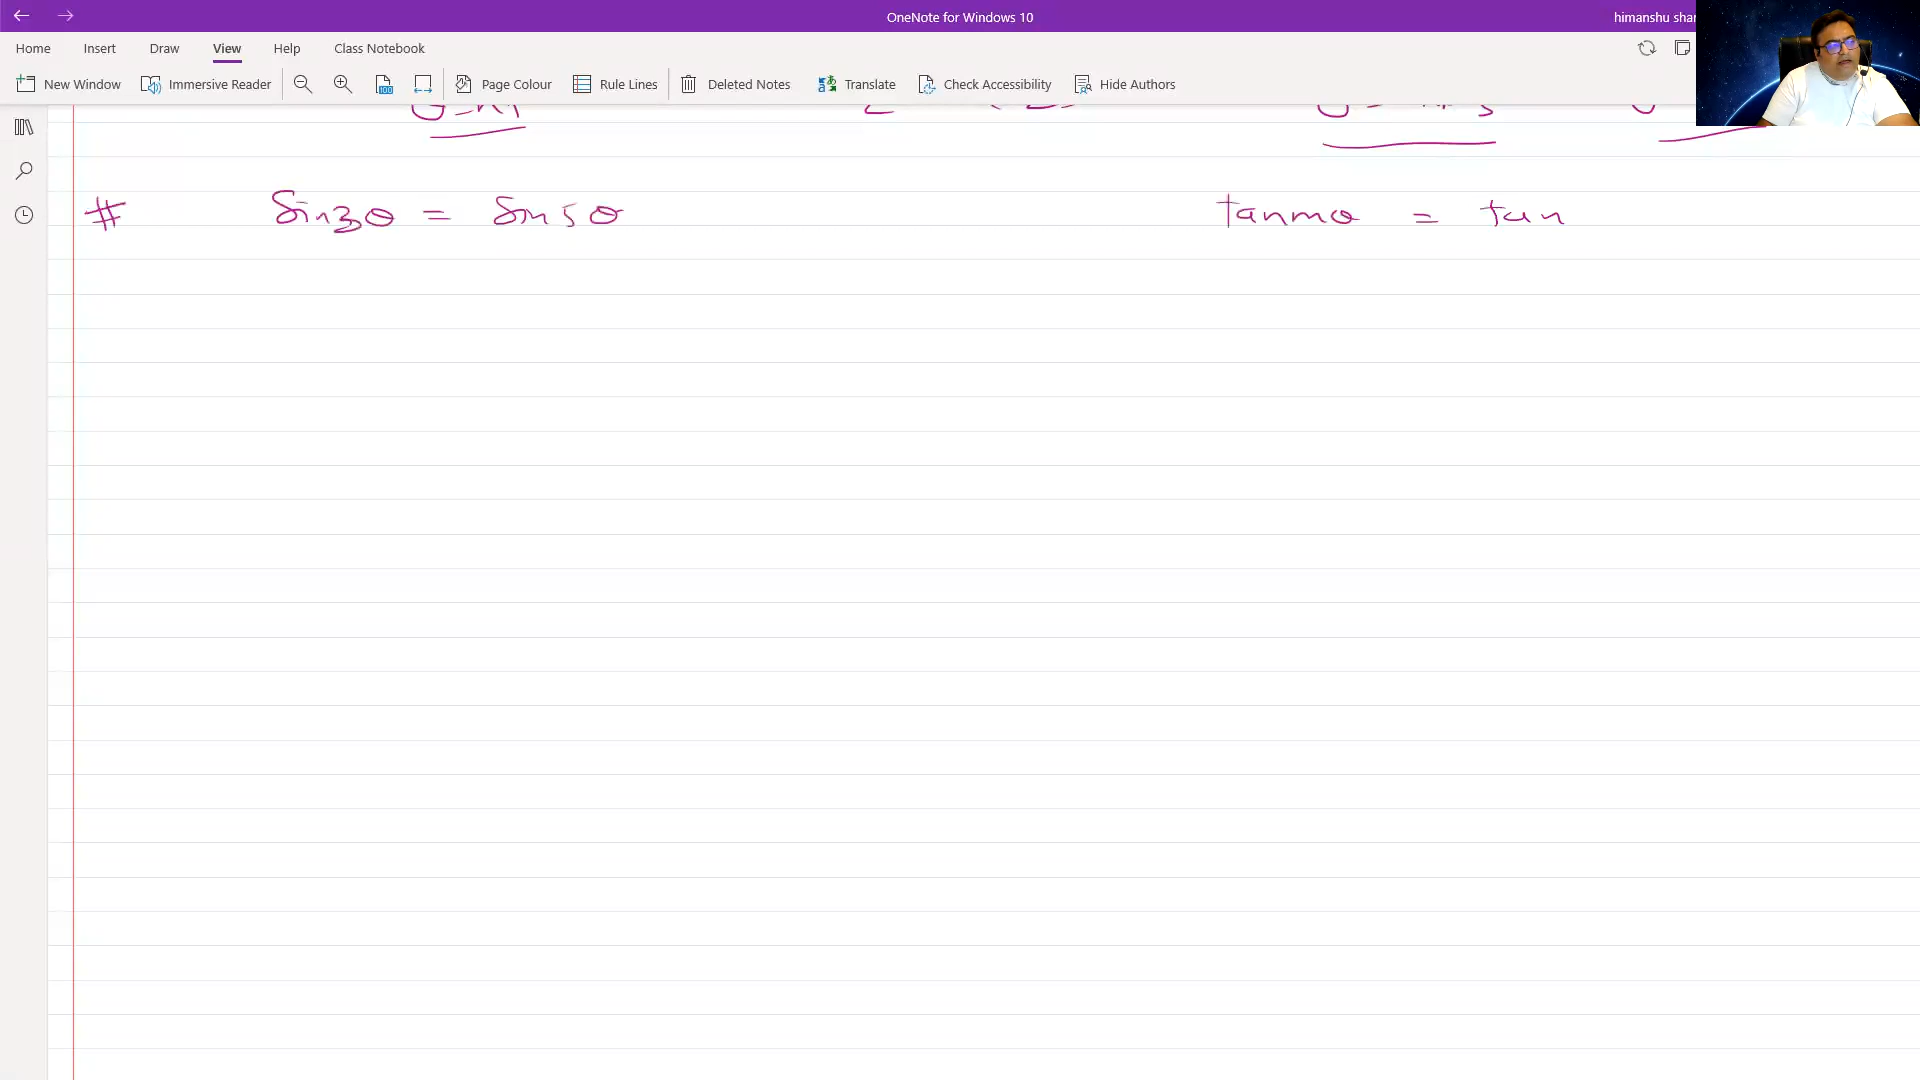 OneNote for Windows 10
himanshu shar
Home Insert Draw View Help Class Notebook
New Window Immersive Reader 100 Page Colour Rule Lines Deleted Notes Translate Check Accessibility Hide Authors
# Sin3θ = Sin5θ tanmθ = tan